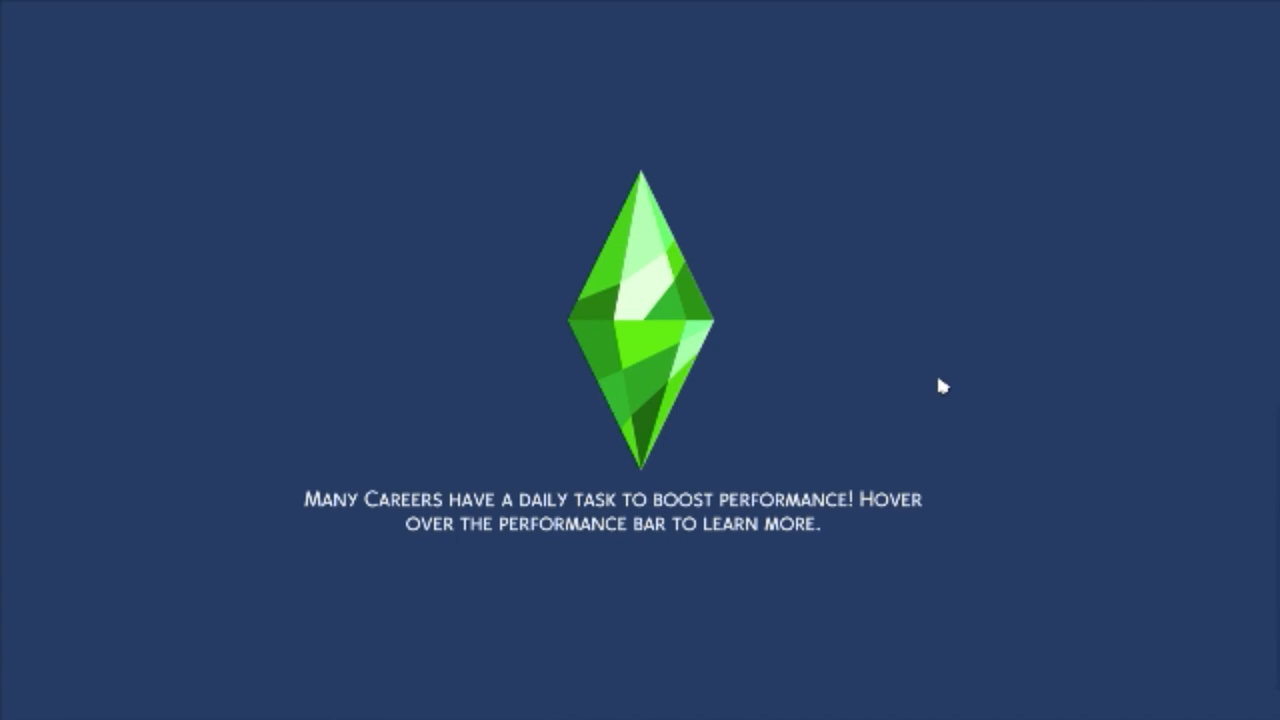 Many Careers have a daily task to boost performance! Hover
over the performance bar to learn more.